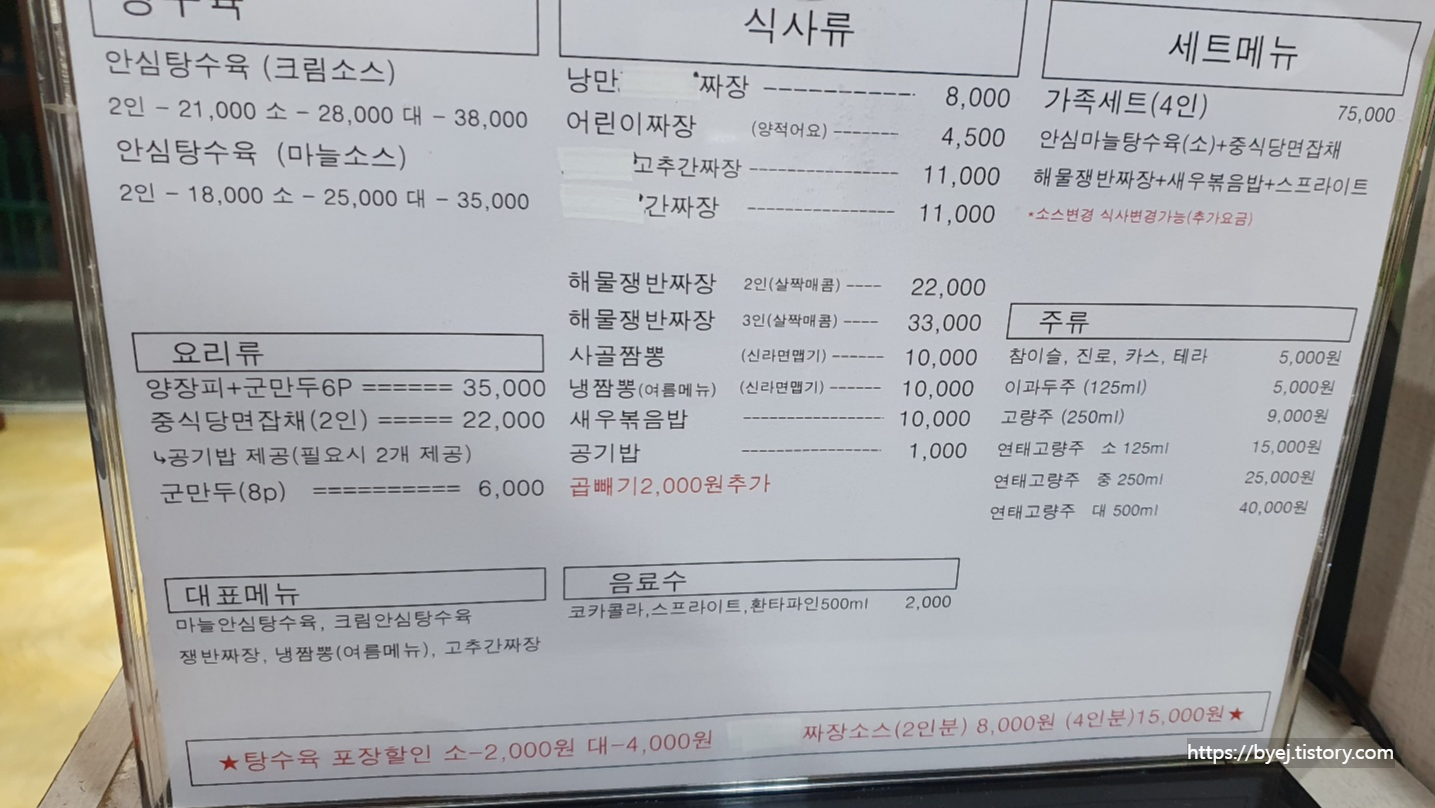 탕수육
안심탕수육 (크림소스)
2인 - 21,000 소 - 28,000 대 - 38,000
안심탕수육 (마늘소스)
2인 - 18,000 소 - 25,000 대 - 35,000
요리류
양장피+군만두6P ====== 35,000
중식당면잡채(2인) ===== 22,000
↳공기밥 제공(필요시 2개 제공)
군만두(8p) ========== 6,000
대표메뉴
마늘안심탕수육, 크림안심탕수육
쟁반짜장, 냉짬뽕(여름메뉴), 고추간짜장
식사류
낭만 짜장 ----------- 8,000
어린이짜장 (양적어요) ------- 4,500
고추간짜장 -------------- 11,000
간짜장 -------------- 11,000
해물쟁반짜장 2인(살짝매콤) ---- 22,000
해물쟁반짜장 3인(살짝매콤) ---- 33,000
사골짬뽕 (신라면맵기) ------ 10,000
냉짬뽕(여름메뉴) (신라면맵기) ------ 10,000
새우볶음밥 ---------------- 10,000
공기밥 ---------------- 1,000
곱빼기2,000원추가
음료수
코카콜라,스프라이트,환타파인500ml 2,000
세트메뉴
가족세트(4인) 75,000
안심마늘탕수육(소)+중식당면잡채
해물쟁반짜장+새우볶음밥+스프라이트
*소스변경 식사변경가능(추가요금)
주류
참이슬, 진로, 카스, 테라 5,000원
이과두주 (125ml) 5,000원
고량주 (250ml) 9,000원
연태고량주 소 125ml 15,000원
연태고량주 중 250ml 25,000원
연태고량주 대 500ml 40,000원
★탕수육 포장할인 소-2,000원 대-4,000원 짜장소스(2인분) 8,000원 (4인분)15,000원★
https://byej.tistory.com